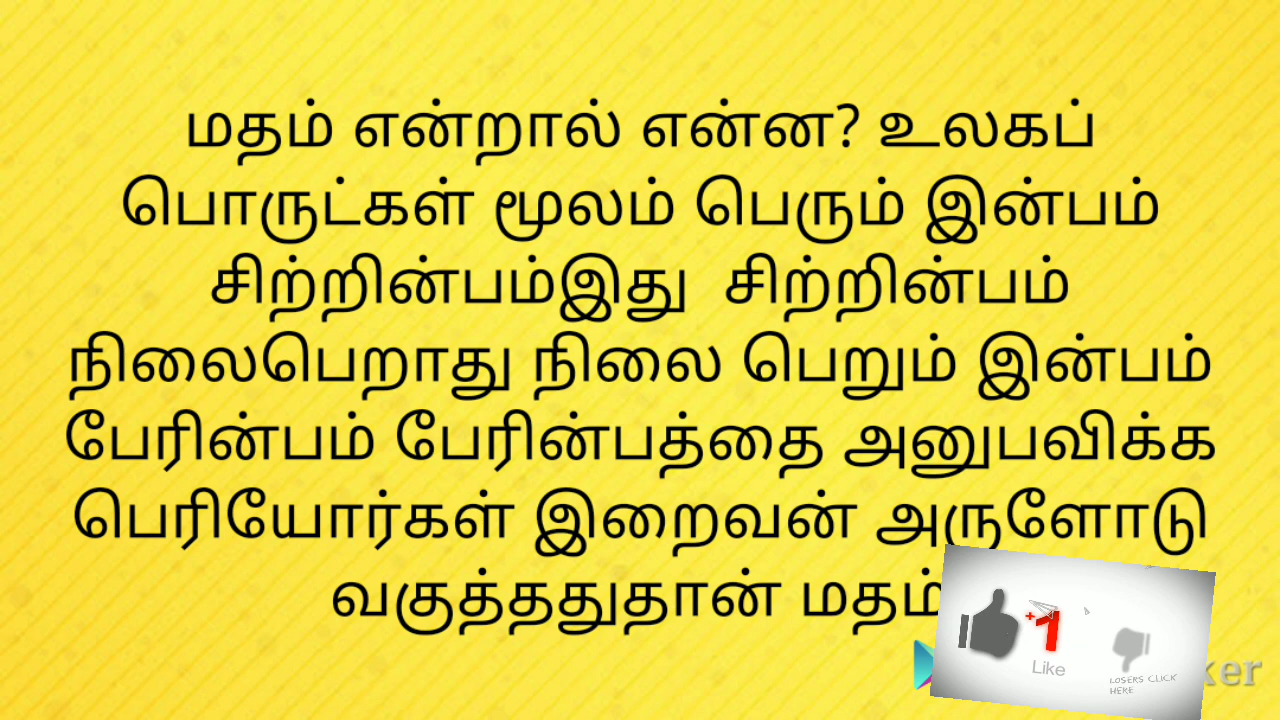 மதம் என்றால் என்ன? உலகப்
பொருட்கள் மூலம் பெரும் இன்பம்
சிற்றின்பம்இது  சிற்றின்பம்
நிலைபெறாது நிலை பெறும் இன்பம்
பேரின்பம் பேரின்பத்தை அனுபவிக்க
பெரியோர்கள் இறைவன் அருளோடு
வகுத்ததுதான் மதம்
+1
Like
LOSERS CLICK
HERE